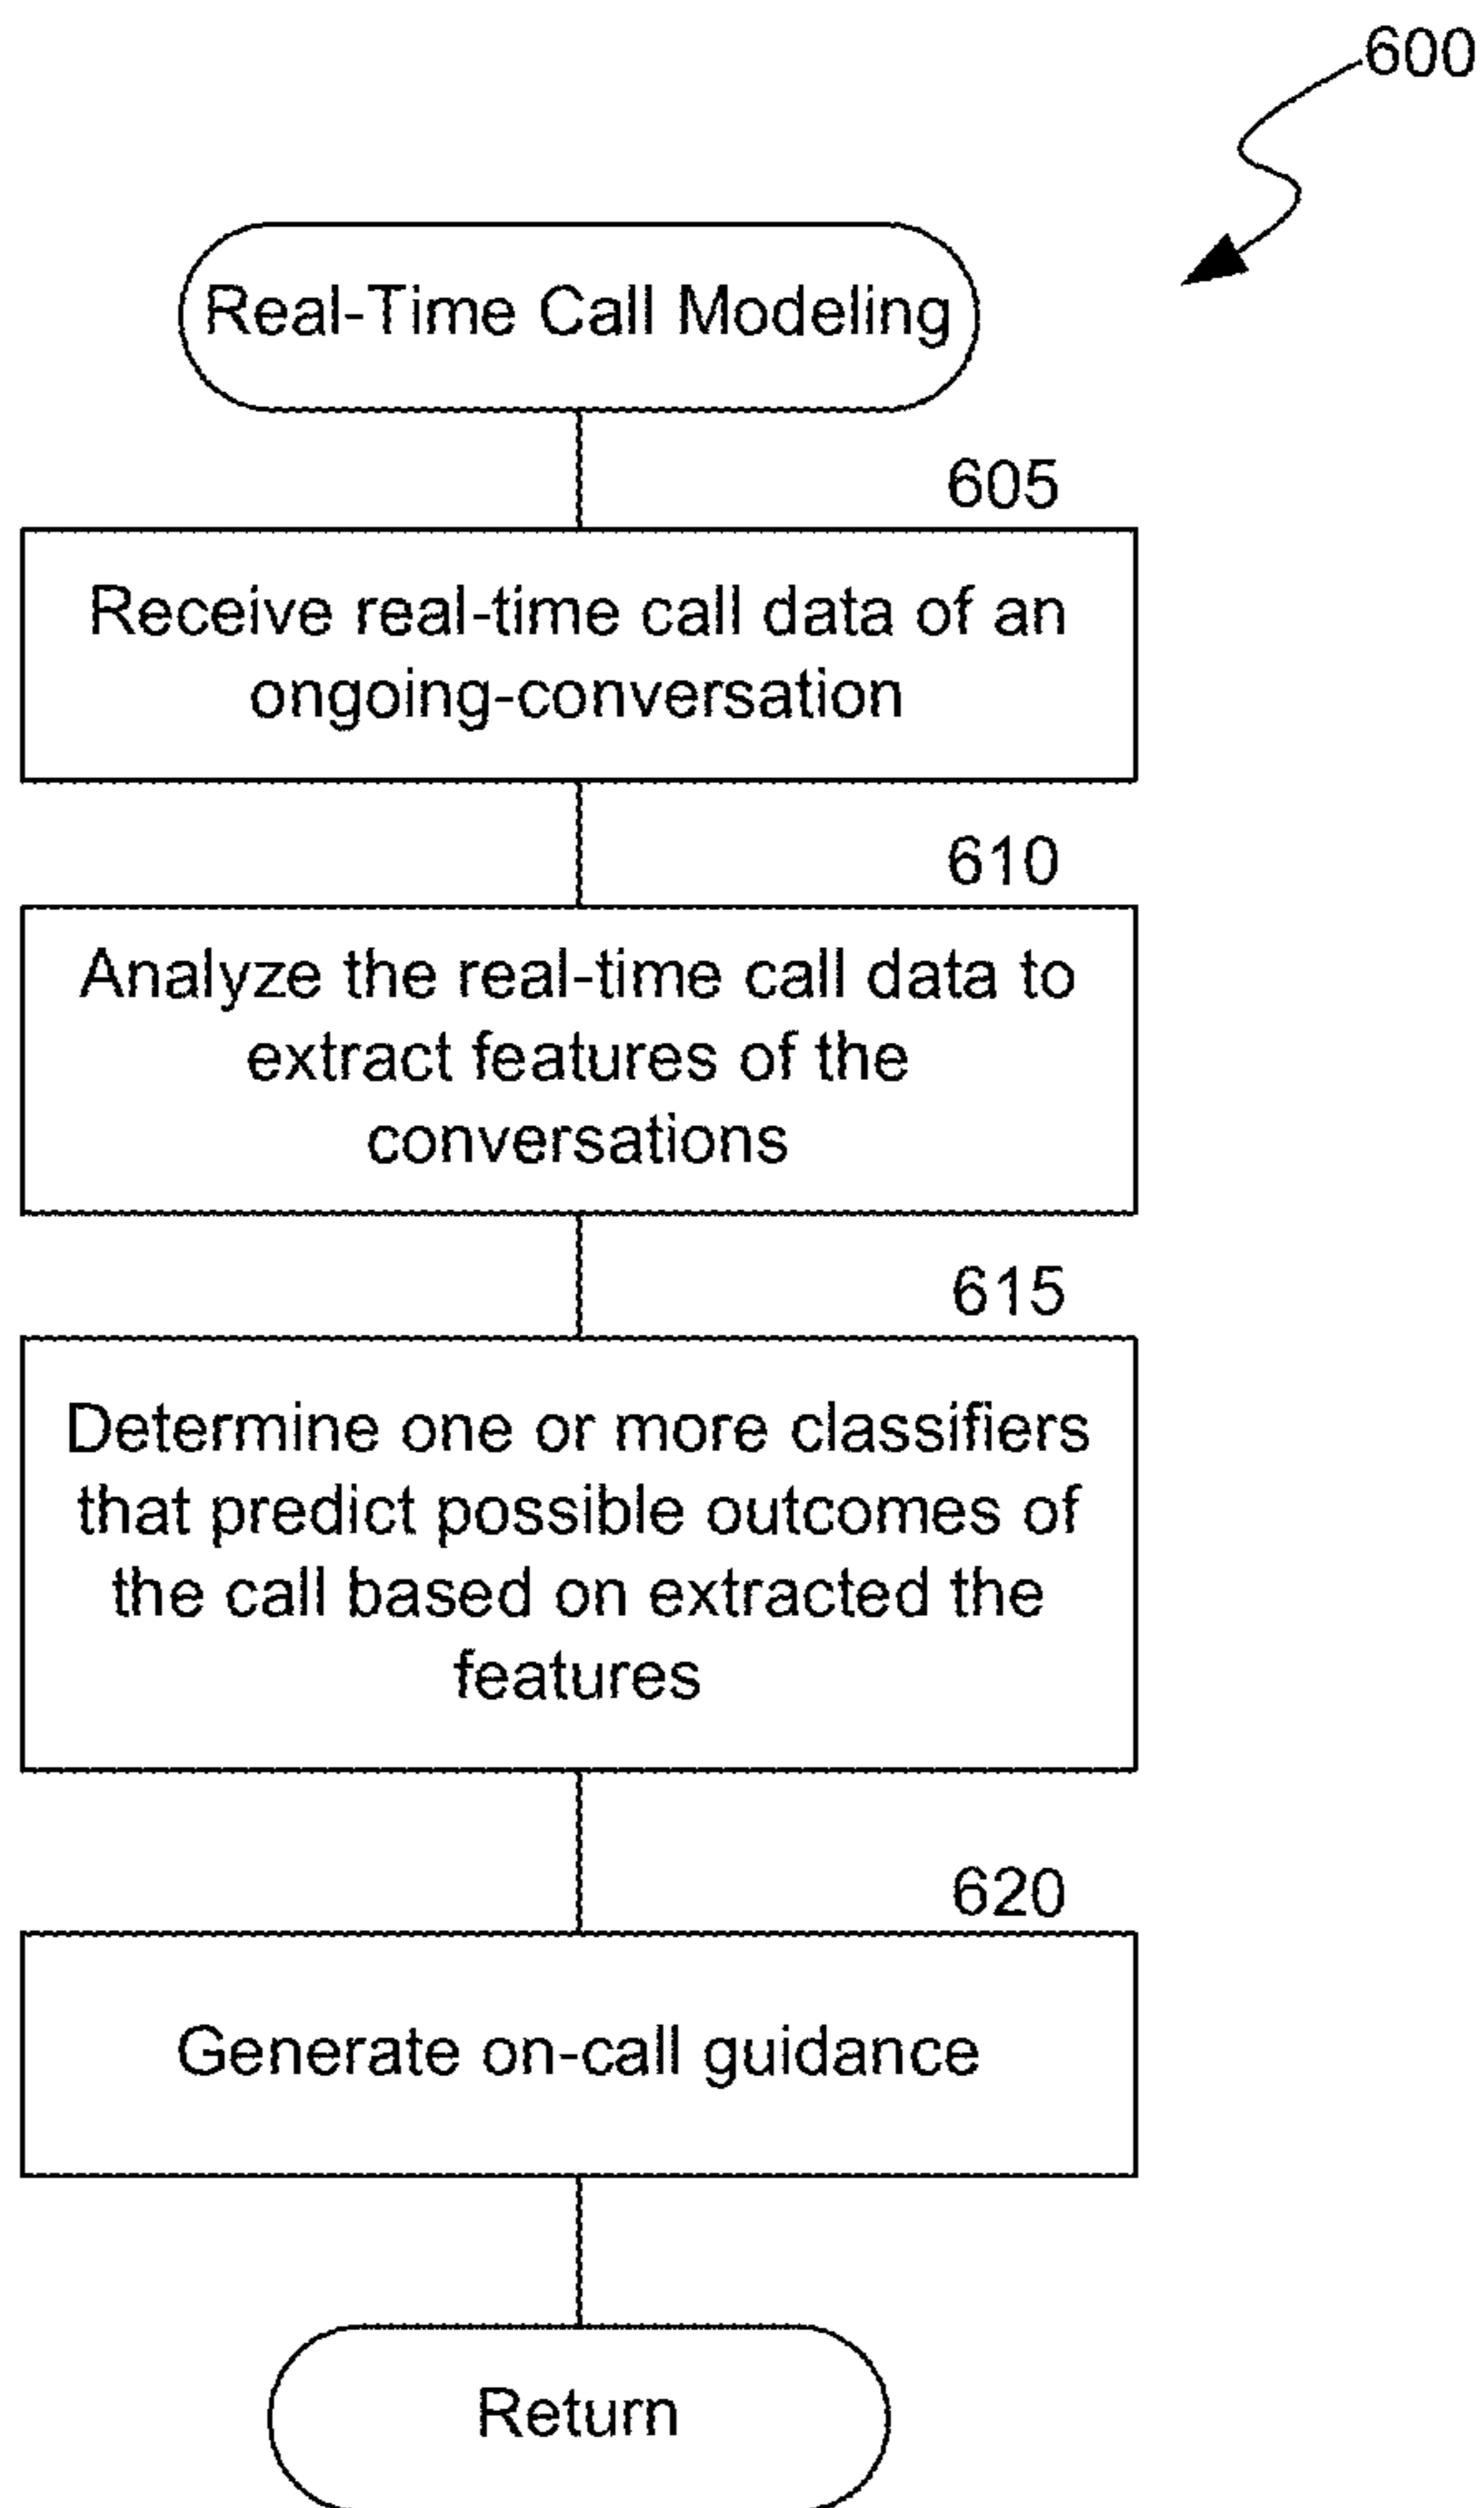 600
Real-Time Call Modeling
605
Receive real-time call data of an
ongoing-conversation
610
Analyze the real-time call data to
extract features of the
conversations
615
Determine one or more classifiers
that predict possible outcomes of
the call based on extracted the
features
620
Generate on-call guidance
Return